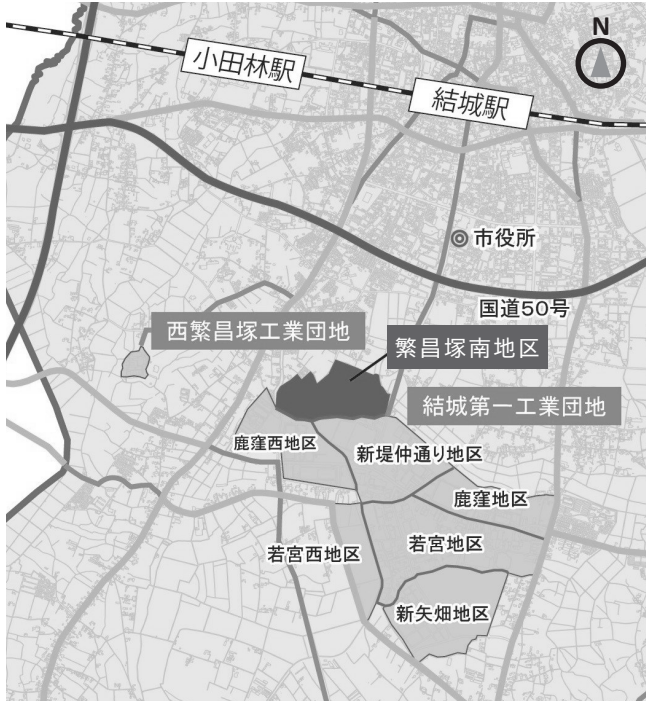 N
小田林駅
結城駅
市役所
国道50号
西繁昌塚工業団地
繁昌塚南地区
結城第一工業団地
鹿窪西地区
新堤仲通り地区
鹿窪地区
若宮西地区
若宮地区
新矢畑地区